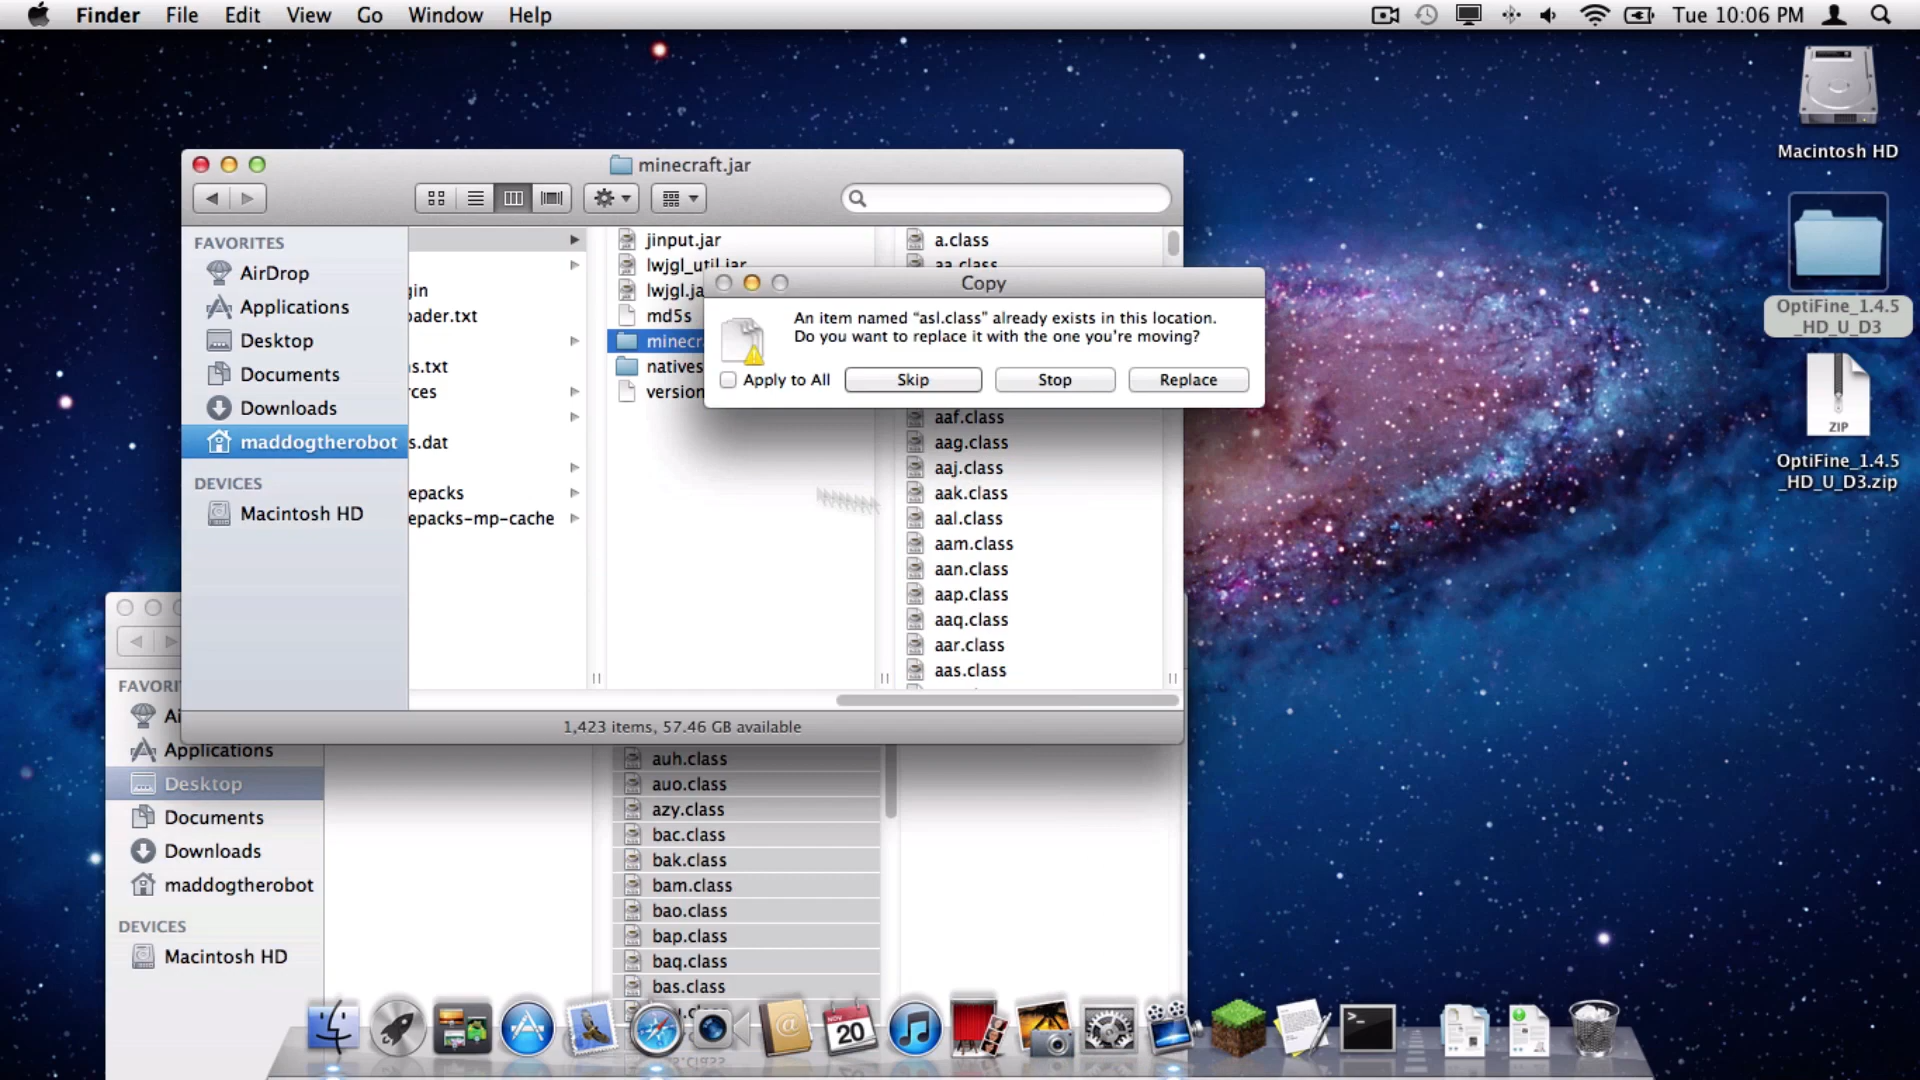 Finder File Edit View Go Window Help
Tue 10:06 PM
Macintosh HD
OptiFine_1.4.5
_HD_U_D3
ZIP
OptiFine_1.4.5
_HD_U_D3.zip
minecraft.jar
FAVORITES
AirDrop
Applications
Desktop
Documents
Downloads
maddogtherobot
DEVICES
Macintosh HD
gin
oader.txt
s.txt
ces
s.dat
epacks
epacks-mp-cache
jinput.jar
lwjgl_util.jar
lwjgl.ja
md5s
minecr
natives
version
a.class
aa.class
aaf.class
aag.class
aaj.class
aak.class
aal.class
aam.class
aan.class
aap.class
aaq.class
aar.class
aas.class
Copy
An item named “asl.class” already exists in this location.
Do you want to replace it with the one you’re moving?
Apply to All
Skip
Stop
Replace
1,423 items, 57.46 GB available
FAVORI
Ai
Applications
Desktop
Documents
Downloads
maddogtherobot
DEVICES
Macintosh HD
auh.class
auo.class
azy.class
bac.class
bak.class
bam.class
bao.class
bap.class
baq.class
bas.class
NOV
20